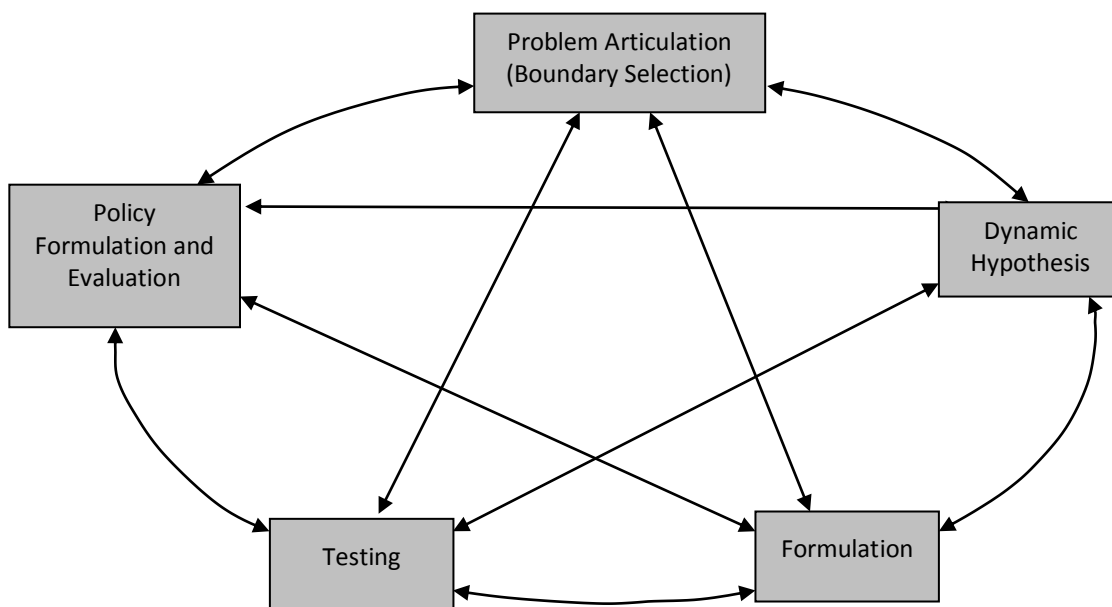 Problem Articulation
(Boundary Selection)
Policy
Formulation and
Evaluation
Dynamic
Hypothesis
Testing
Formulation